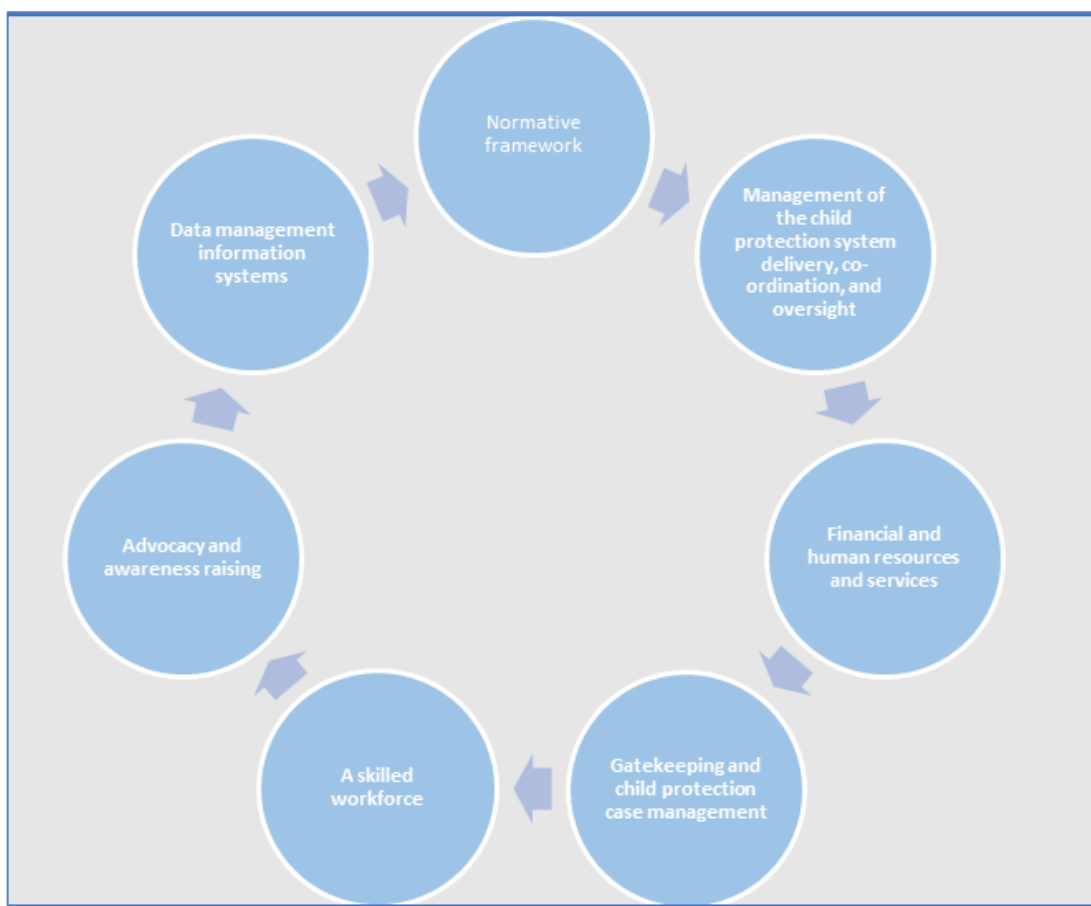 Normative
framework
Management of
the child
protection system
delivery, co-
ordination, and
oversight
Financial and
human resources
and services
Gatekeeping and
child protection
case management
A skilled
workforce
Advocacy and
awareness raising
Data management
information
systems